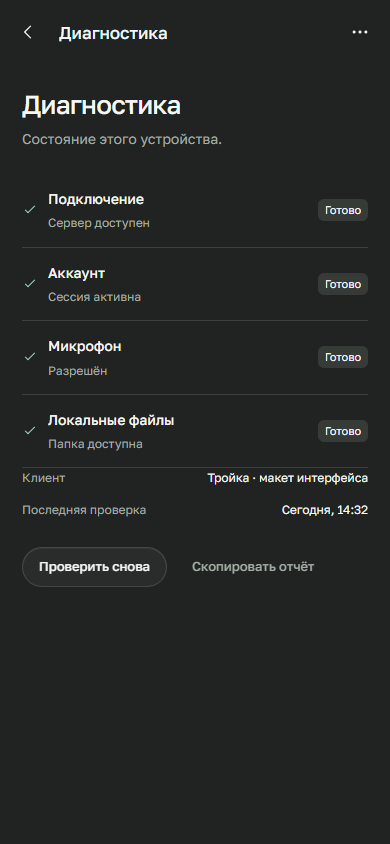 Диагностика
Диагностика
Состояние этого устройства.
Подключение
Сервер доступен
Готово
Аккаунт
Сессия активна
Готово
Микрофон
Разрешён
Готово
Локальные файлы
Папка доступна
Готово
Клиент Тройка · макет интерфейса
Последняя проверка Сегодня, 14:32
Проверить снова Скопировать отчёт